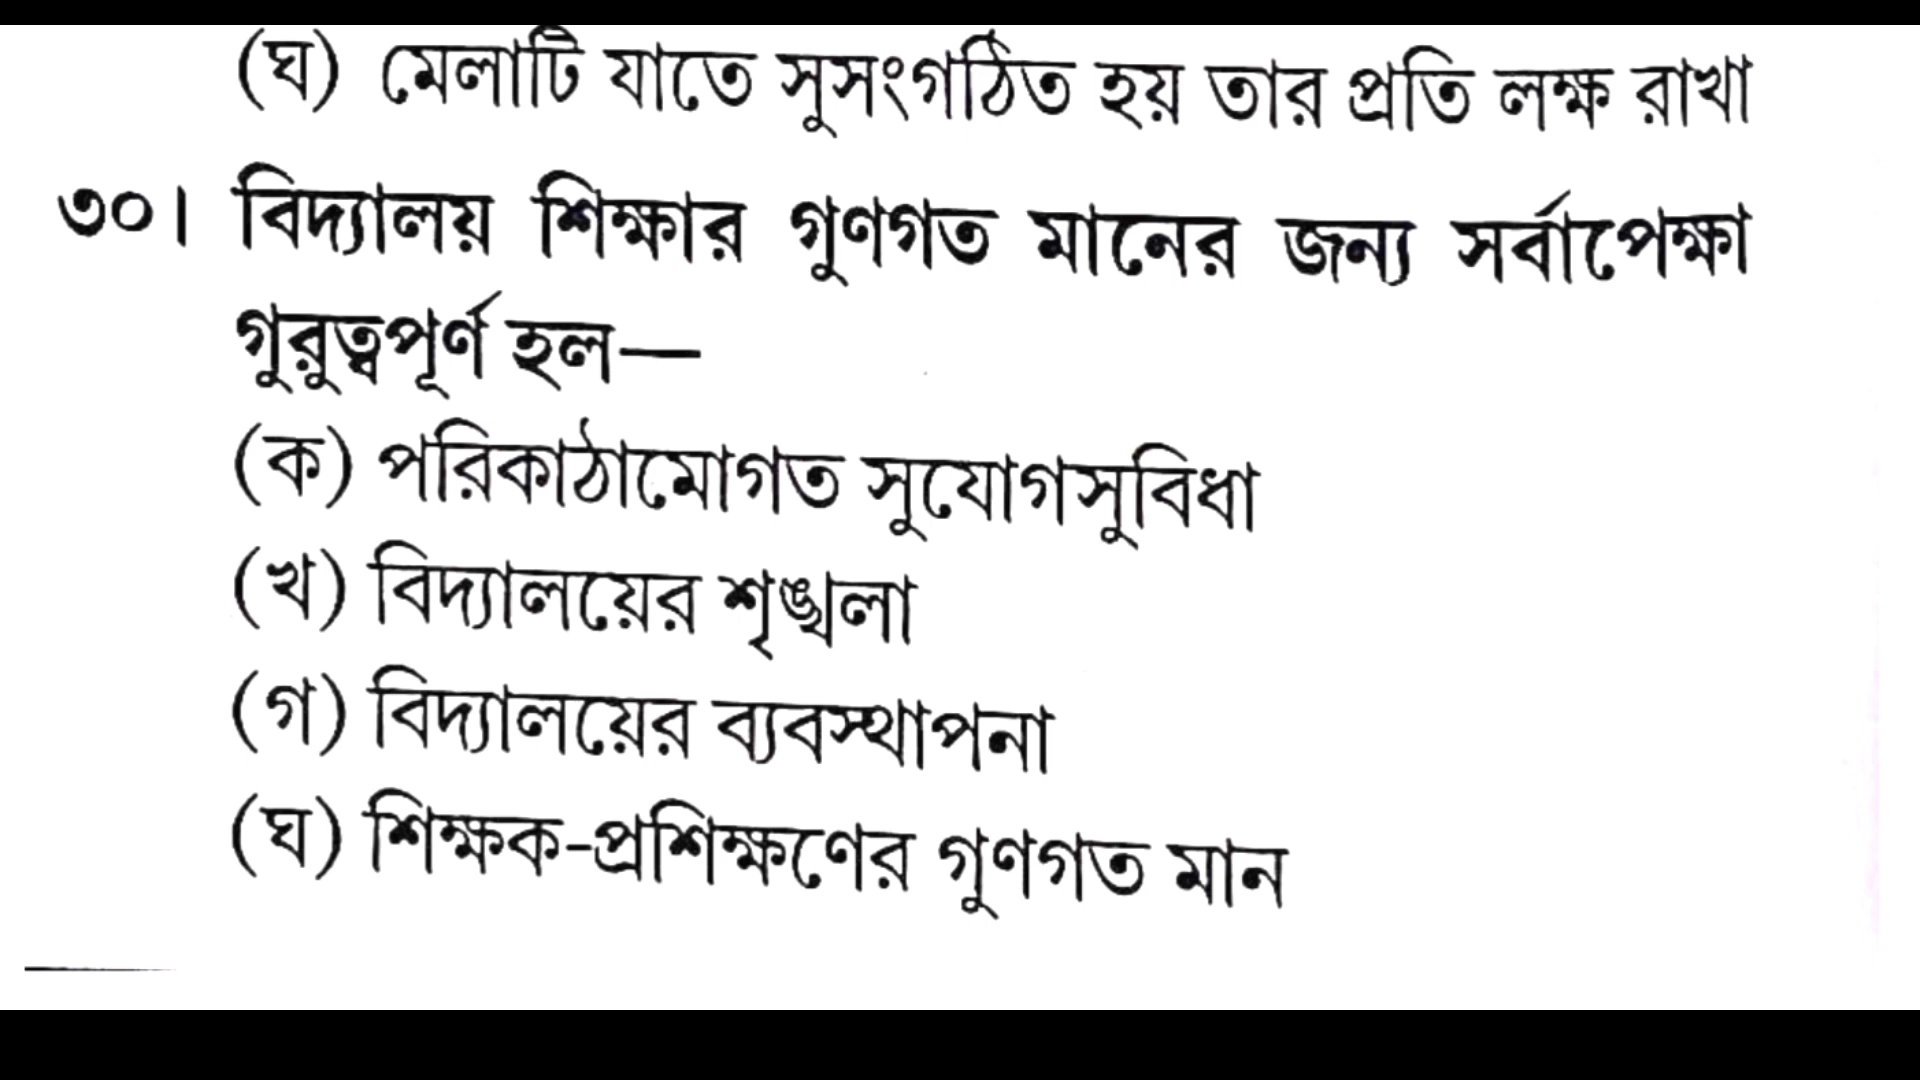 (ঘ) মেলাটি যাতে সুসংগঠিত হয় তার প্রতি লক্ষ রাখা
৩০। বিদ্যালয় শিক্ষার গুণগত মানের জন্য সর্বাপেক্ষা
গুরুত্বপূর্ণ হল—
(ক) পরিকাঠামোগত সুযোগসুবিধা
(খ) বিদ্যালয়ের শৃঙ্খলা
(গ) বিদ্যালয়ের ব্যবস্থাপনা
(ঘ) শিক্ষক-প্রশিক্ষণের গুণগত মান